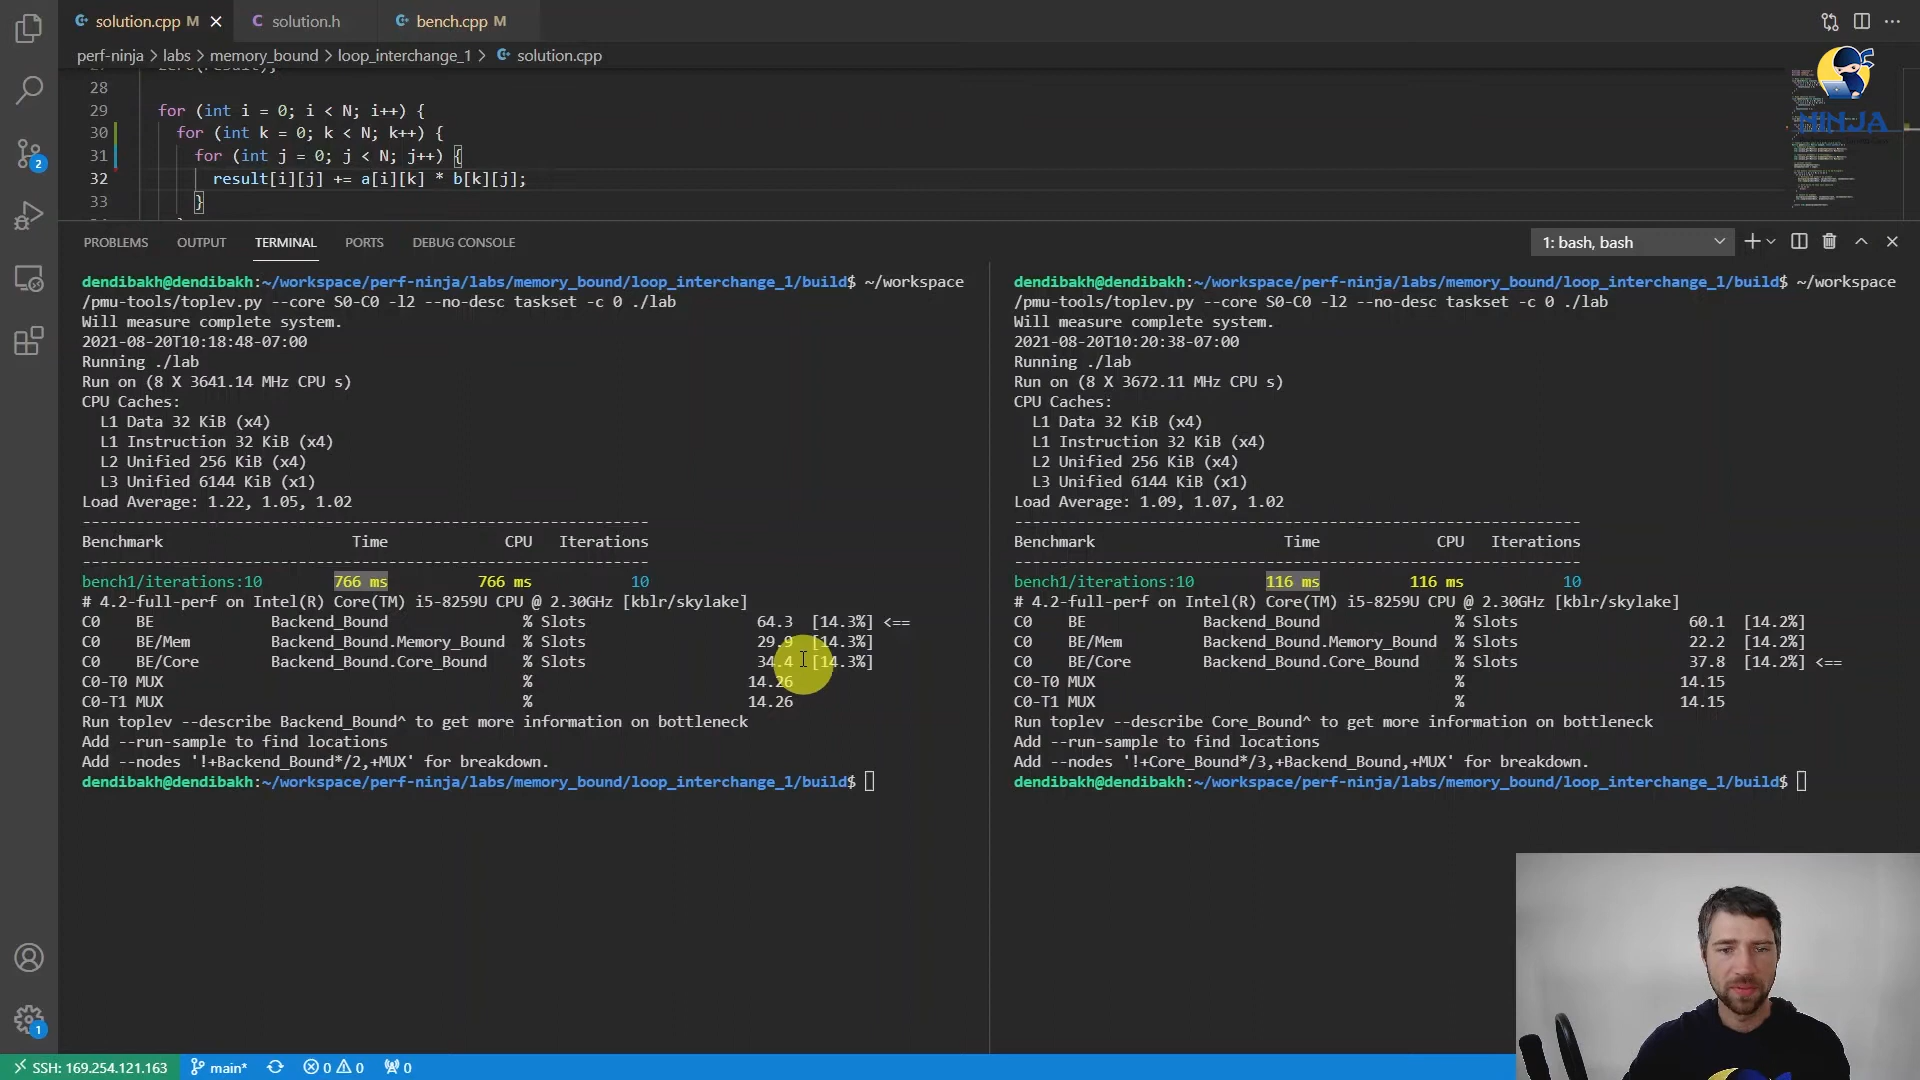 solution.cpp M
solution.h
bench.cpp M
perf-ninja > labs > memory_bound > loop_interchange_1 > solution.cpp
NINJA
28
29 for (int i = 0; i < N; i++) {
30 for (int k = 0; k < N; k++) {
31 for (int j = 0; j < N; j++) {
32 result[i][j] += a[i][k] * b[k][j];
33 }
PROBLEMS OUTPUT TERMINAL PORTS DEBUG CONSOLE
1: bash, bash
dendibakh@dendibakh:~/workspace/perf-ninja/labs/memory_bound/loop_interchange_1/build$ ~/workspace
/pmu-tools/toplev.py --core S0-C0 -l2 --no-desc taskset -c 0 ./lab
Will measure complete system.
2021-08-20T10:18:48-07:00
Running ./lab
Run on (8 X 3641.14 MHz CPU s)
CPU Caches:
L1 Data 32 KiB (x4)
L1 Instruction 32 KiB (x4)
L2 Unified 256 KiB (x4)
L3 Unified 6144 KiB (x1)
Load Average: 1.22, 1.05, 1.02
---------------------------------------------------------------
Benchmark Time CPU Iterations
---------------------------------------------------------------
bench1/iterations:10 766 ms 766 ms 10
# 4.2-full-perf on Intel(R) Core(TM) i5-8259U CPU @ 2.30GHz [kblr/skylake]
C0 BE Backend_Bound % Slots 64.3 [14.3%] <==
C0 BE/Mem Backend_Bound.Memory_Bound % Slots 29.9 [14.3%]
C0 BE/Core Backend_Bound.Core_Bound % Slots 34.4 [14.3%]
C0-T0 MUX % 14.26
C0-T1 MUX % 14.26
Run toplev --describe Backend_Bound^ to get more information on bottleneck
Add --run-sample to find locations
Add --nodes '!+Backend_Bound*/2,+MUX' for breakdown.
dendibakh@dendibakh:~/workspace/perf-ninja/labs/memory_bound/loop_interchange_1/build$
dendibakh@dendibakh:~/workspace/perf-ninja/labs/memory_bound/loop_interchange_1/build$ ~/workspace
/pmu-tools/toplev.py --core S0-C0 -l2 --no-desc taskset -c 0 ./lab
Will measure complete system.
2021-08-20T10:20:38-07:00
Running ./lab
Run on (8 X 3672.11 MHz CPU s)
CPU Caches:
L1 Data 32 KiB (x4)
L1 Instruction 32 KiB (x4)
L2 Unified 256 KiB (x4)
L3 Unified 6144 KiB (x1)
Load Average: 1.09, 1.07, 1.02
---------------------------------------------------------------
Benchmark Time CPU Iterations
---------------------------------------------------------------
bench1/iterations:10 116 ms 116 ms 10
# 4.2-full-perf on Intel(R) Core(TM) i5-8259U CPU @ 2.30GHz [kblr/skylake]
C0 BE Backend_Bound % Slots 60.1 [14.2%]
C0 BE/Mem Backend_Bound.Memory_Bound % Slots 22.2 [14.2%]
C0 BE/Core Backend_Bound.Core_Bound % Slots 37.8 [14.2%] <==
C0-T0 MUX % 14.15
C0-T1 MUX % 14.15
Run toplev --describe Core_Bound^ to get more information on bottleneck
Add --run-sample to find locations
Add --nodes '!+Core_Bound*/3,+Backend_Bound,+MUX' for breakdown.
dendibakh@dendibakh:~/workspace/perf-ninja/labs/memory_bound/loop_interchange_1/build$
2
1
SSH: 169.254.121.163 main* 0 0 0